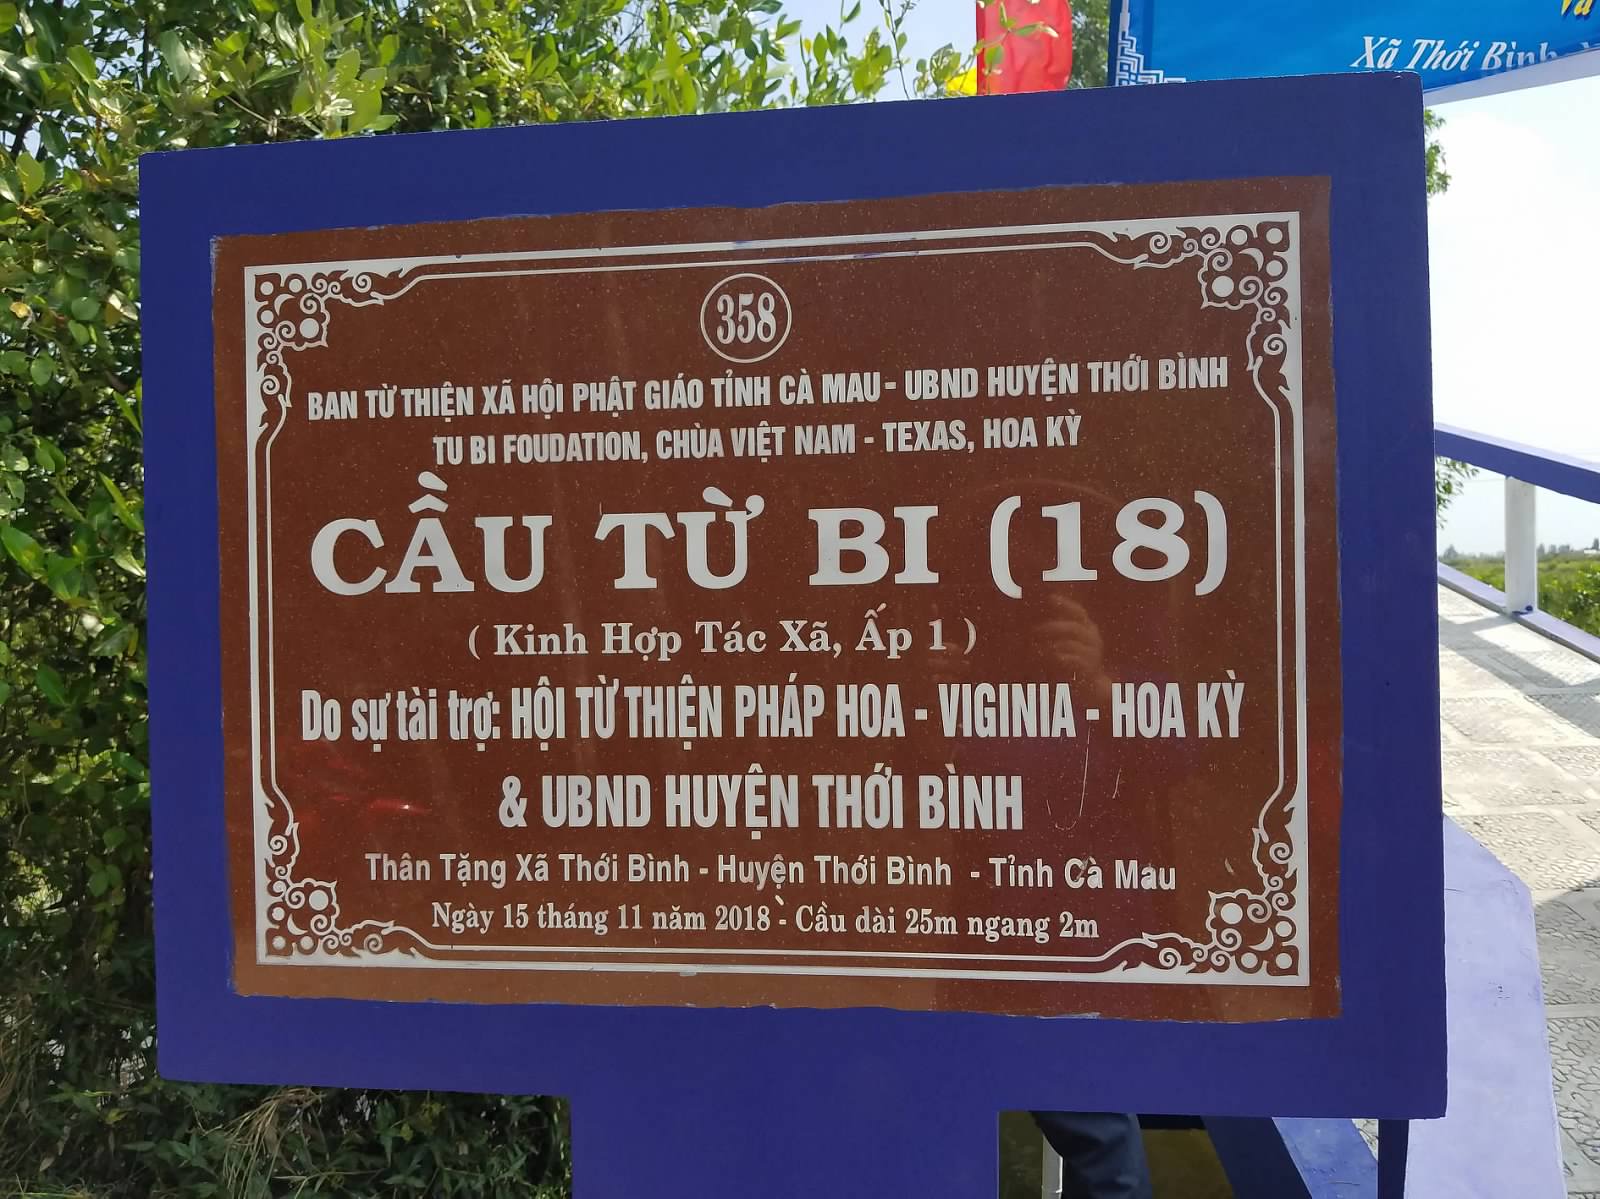 Xã Thới Bình
358
BAN TỪ THIỆN XÃ HỘI PHẬT GIÁO TỈNH CÀ MAU - UBND HUYỆN THỚI BÌNH
TU BI FOUDATION, CHÙA VIỆT NAM - TEXAS, HOA KỲ
CẦU TỪ BI (18)
( Kinh Hợp Tác Xã, Ấp 1 )
Do sự tài trợ: HỘI TỪ THIỆN PHÁP HOA - VIGINIA - HOA KỲ
& UBND HUYỆN THỚI BÌNH
Thân Tặng Xã Thới Bình - Huyện Thới Bình - Tỉnh Cà Mau
Ngày 15 tháng 11 năm 2018 - Cầu dài 25m ngang 2m